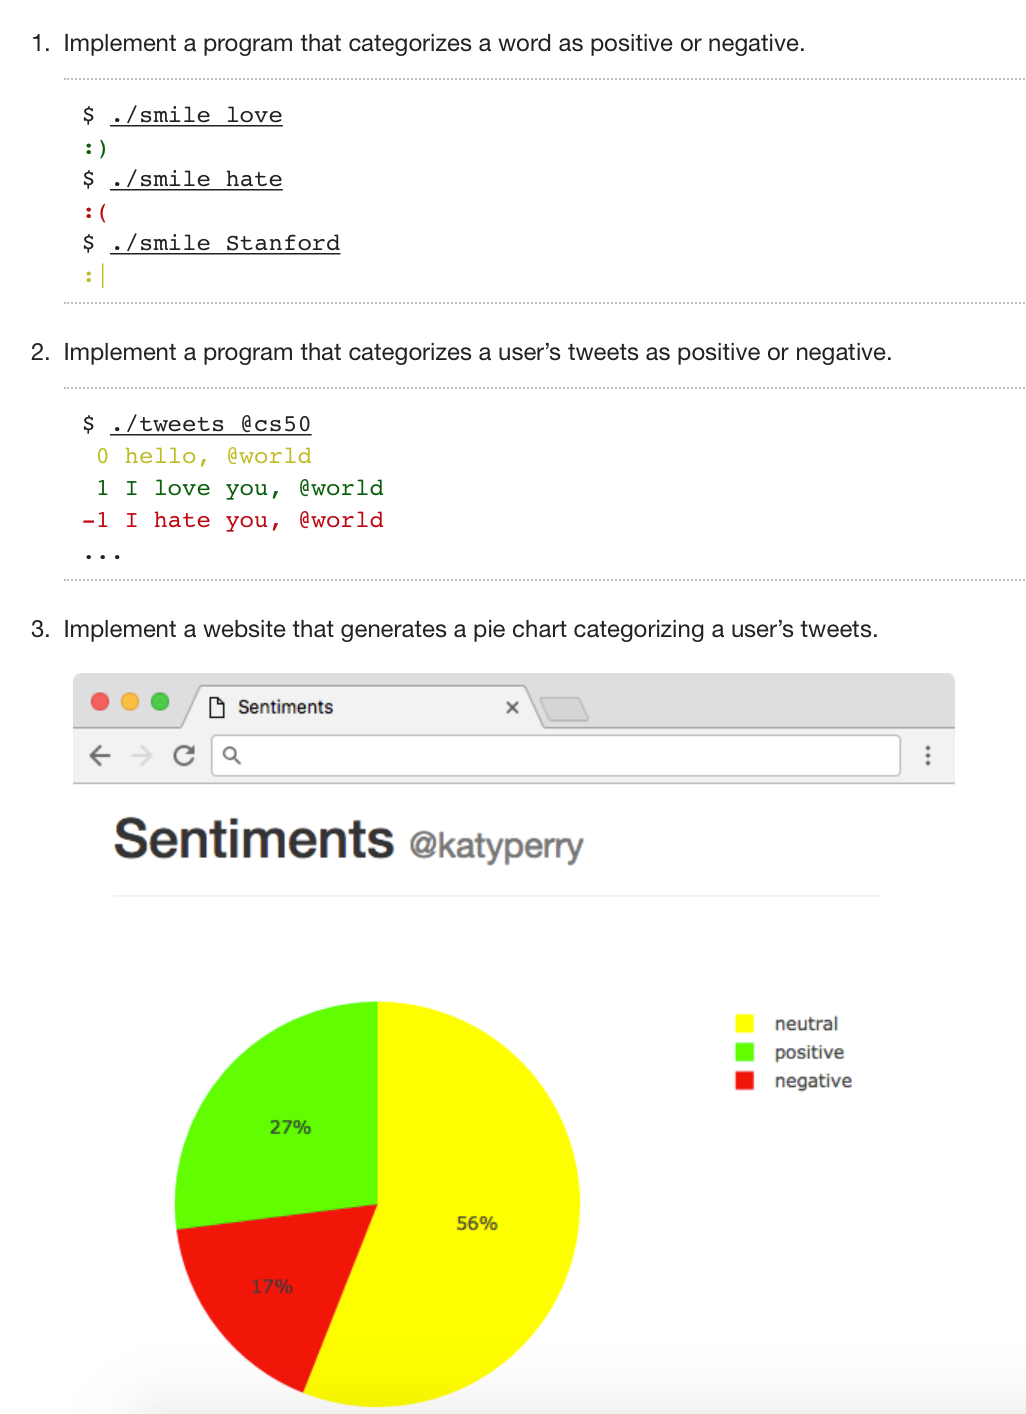 1. Implement a program that categorizes a word as positive or negative.
$ ./smile love
:)
$ ./smile hate
:(
$ ./smile Stanford
:|
2. Implement a program that categorizes a user’s tweets as positive or negative.
$ ./tweets @cs50
0 hello, @world
1 I love you, @world
-1 I hate you, @world
...
3. Implement a website that generates a pie chart categorizing a user’s tweets.
Sentiments
Sentiments @katyperry
neutral
positive
negative
27%
56%
17%